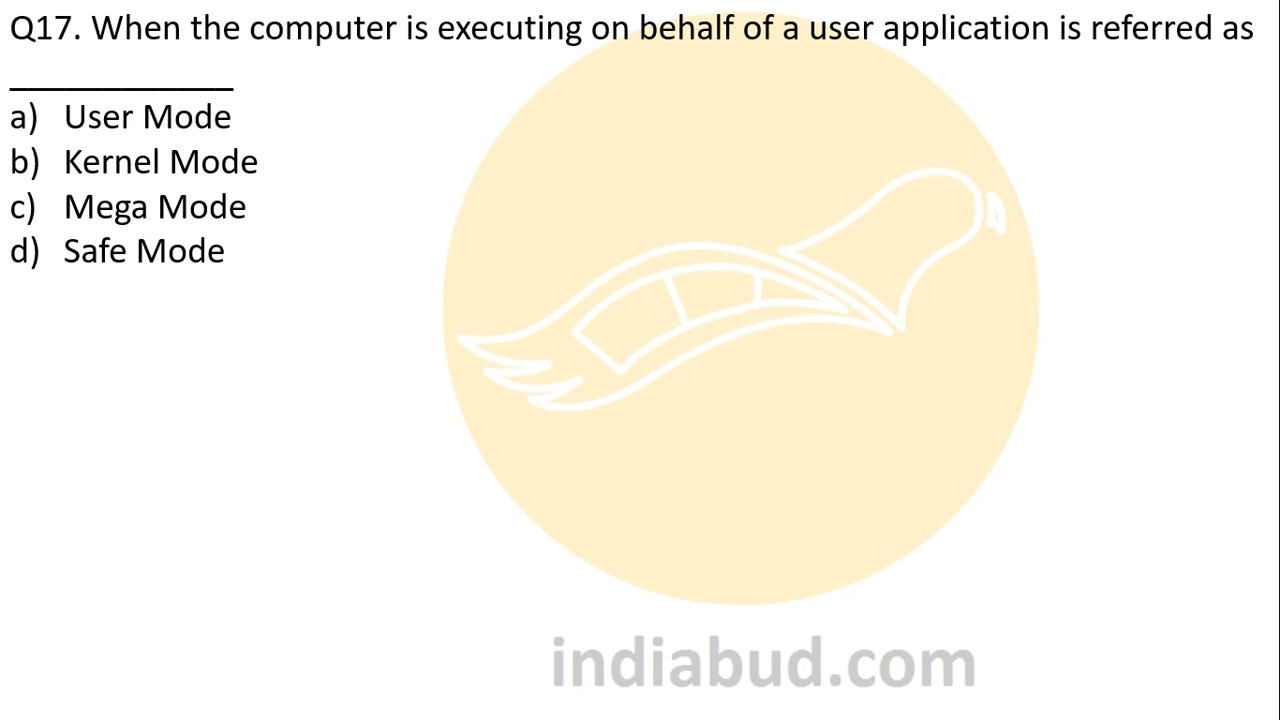 Q17. When the computer is executing on behalf of a user application is referred as
_____________
a) User Mode
b) Kernel Mode
c) Mega Mode
d) Safe Mode
indiabud.com